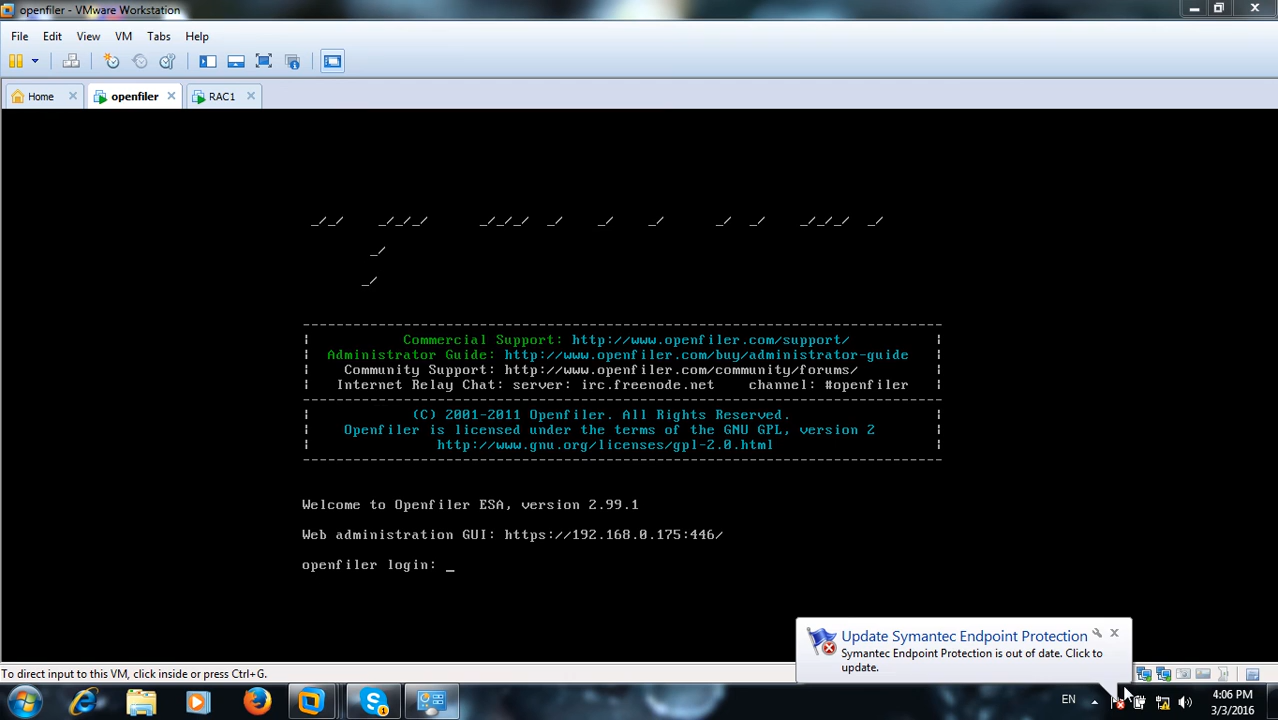 openfiler - VMware Workstation
File Edit View VM Tabs Help
Home openfiler RAC1
Commercial Support: http://www.openfiler.com/support/
Administrator Guide: http://www.openfiler.com/buy/administrator-guide
Community Support: http://www.openfiler.com/community/forums/
Internet Relay Chat: server: irc.freenode.net channel: #openfiler
(C) 2001-2011 Openfiler. All Rights Reserved.
Openfiler is licensed under the terms of the GNU GPL, version 2
http://www.gnu.org/licenses/gpl-2.0.html
Welcome to Openfiler ESA, version 2.99.1
Web administration GUI: https://192.168.0.175:446/
openfiler login: _
Update Symantec Endpoint Protection
Symantec Endpoint Protection is out of date. Click to
update.
To direct input to this VM, click inside or press Ctrl+G.
EN
4:06 PM
3/3/2016